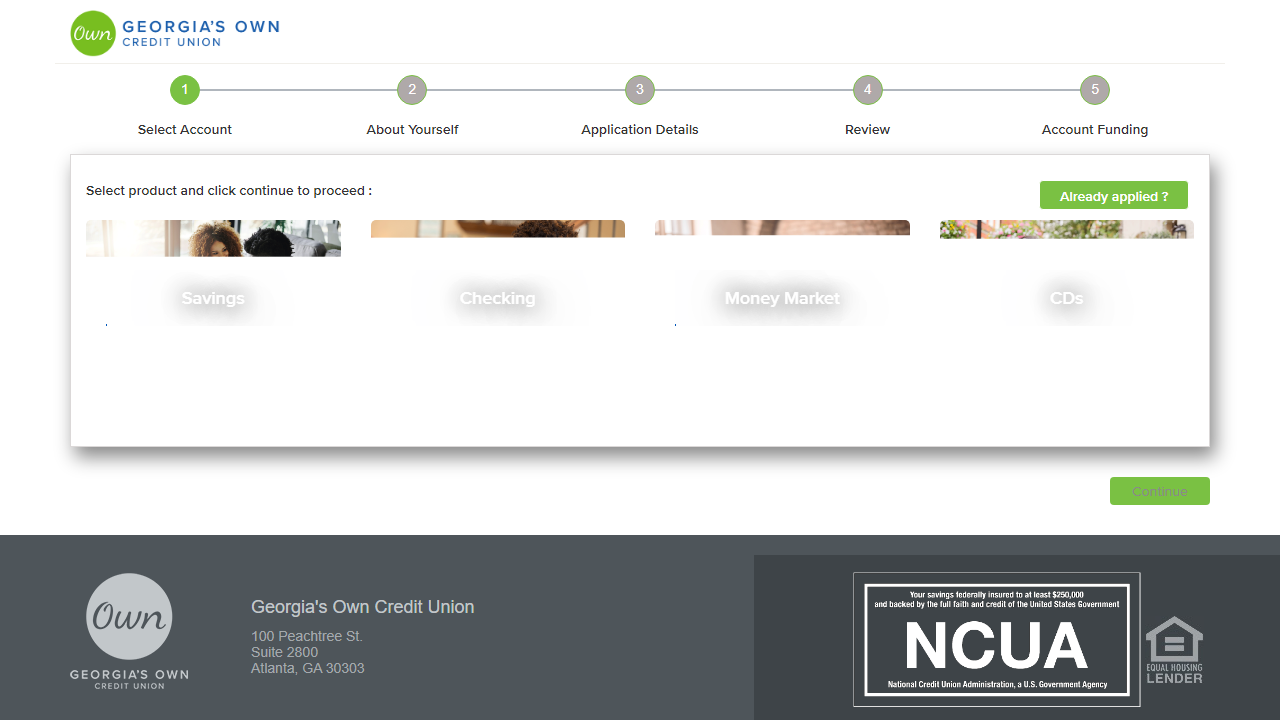 Own GEORGIA'S OWN
CREDIT UNION
1 2 3 4 5
Select Account About Yourself Application Details Review Account Funding
Select product and click continue to proceed :
Already applied ?
Savings Checking Money Market CDs
Continue
Own
GEORGIA'S OWN
CREDIT UNION
Georgia's Own Credit Union
100 Peachtree St.
Suite 2800
Atlanta, GA 30303
Your savings federally insured to at least $250,000
and backed by the full faith and credit of the United States Government
NCUA
National Credit Union Administration, a U.S. Government Agency
EQUAL HOUSING
LENDER